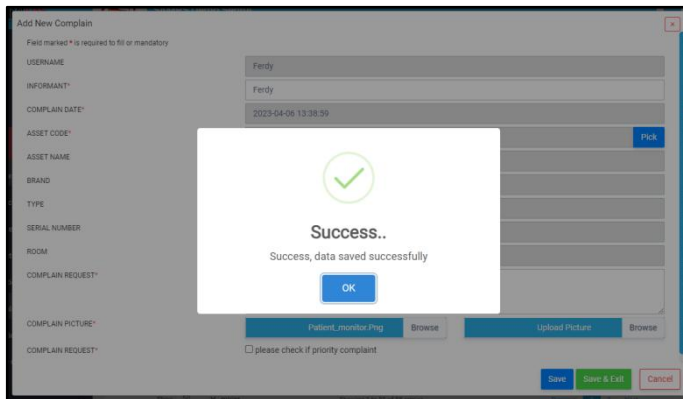 Add New Complain
Field marked * is required to fill or mandatory
USERNAME
Ferdy
INFORMANT*
Ferdy
COMPLAIN DATE*
2023-04-06 13:38:59
ASSET CODE*
Pick
ASSET NAME
BRAND
TYPE
SERIAL NUMBER
ROOM
Success..
Success, data saved successfully
OK
COMPLAIN REQUEST*
COMPLAIN PICTURE*
Patient_monitor.Png Browse Upload Picture Browse
COMPLAIN REQUEST*
please check if priority complaint
Save Save & Exit Cancel